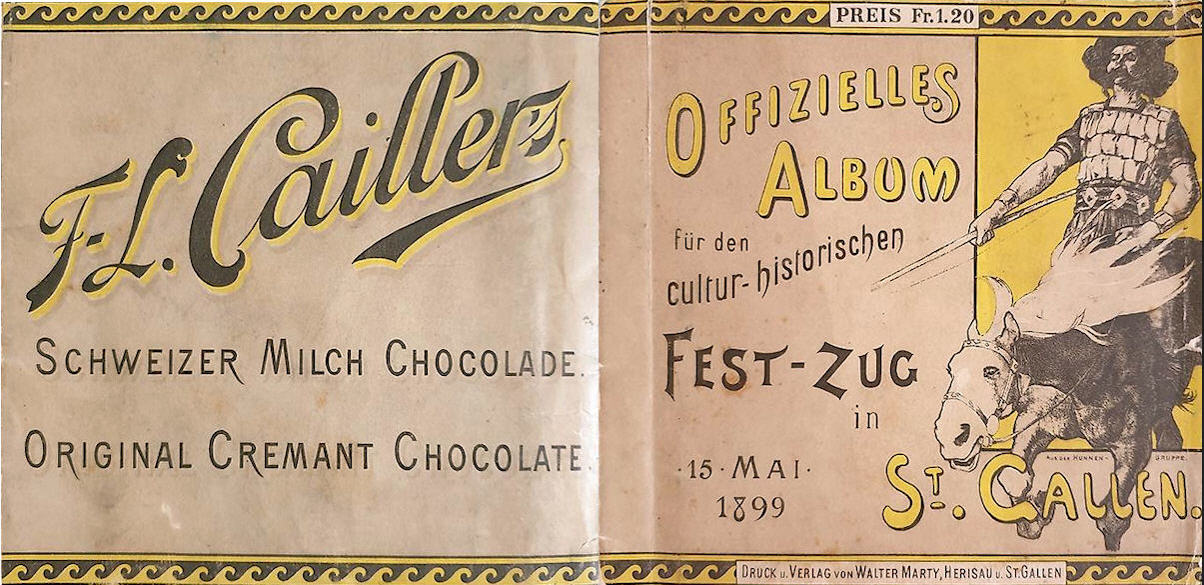 F.-L. Cailler's
SCHWEIZER MILCH CHOCOLADE.
ORIGINAL CREMANT CHOCOLATE.
PREIS Fr. 1.20
OFFIZIELLES
ALBUM
für den
cultur-historischen
FEST-ZUG
in
·15·MAI·
1899
AUS DER HUNNEN-GRUPPE.
ST. GALLEN.
DRUCK u. VERLAG VON WALTER MARTY, HERISAU u. ST. GALLEN